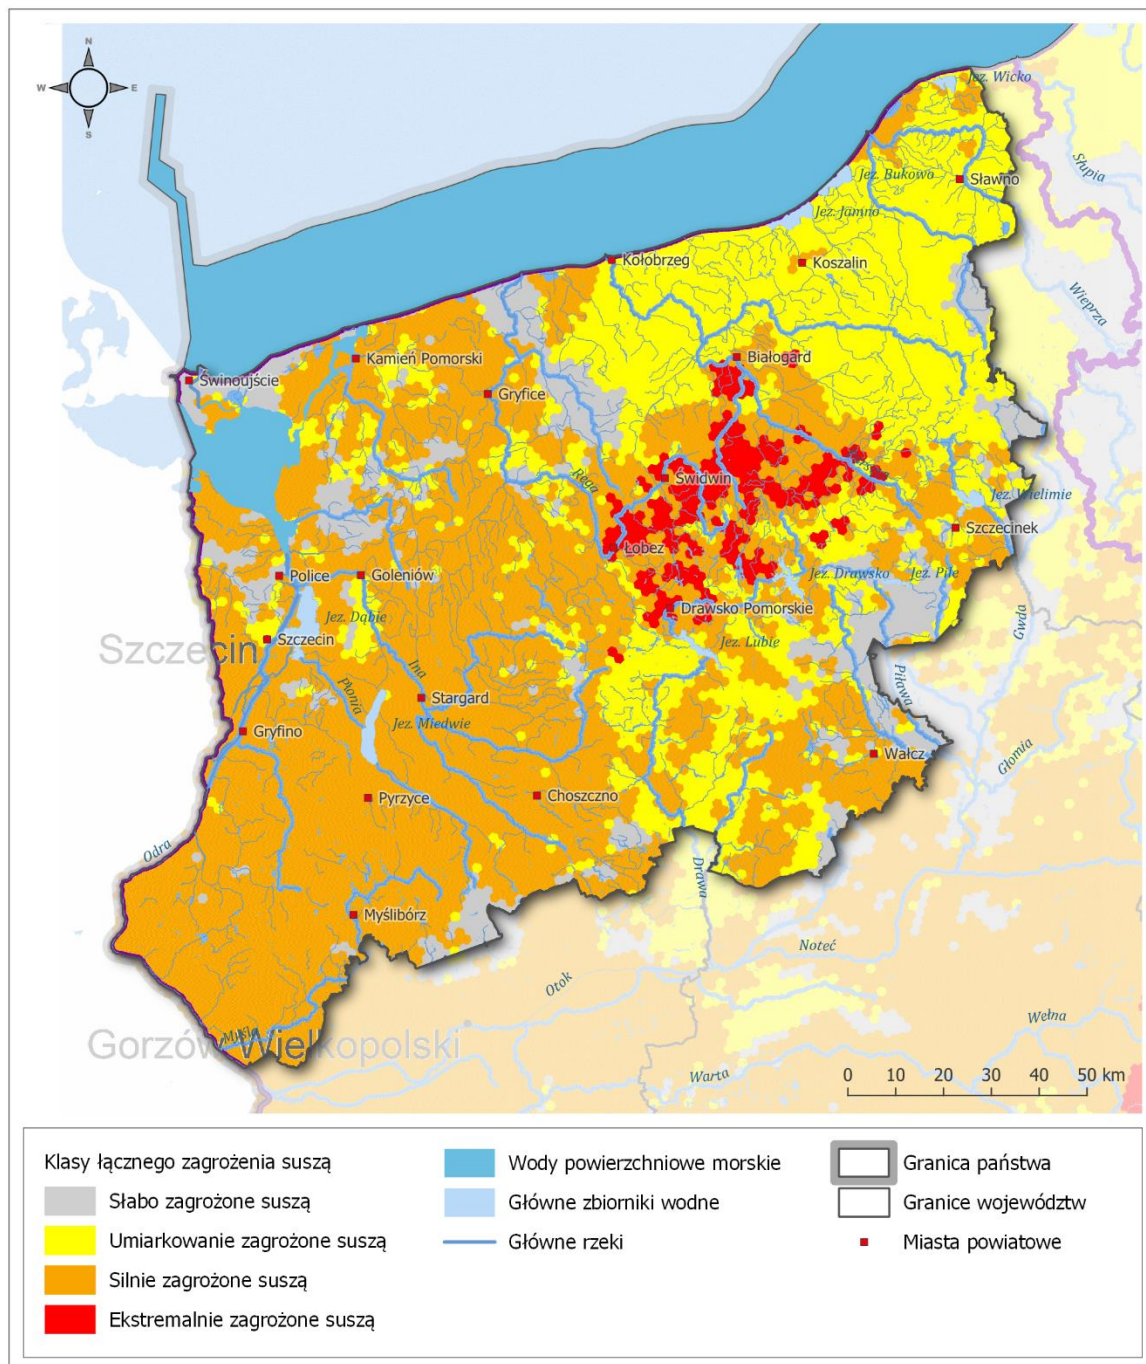 N
W
E
S
Jez. Wicko
Słupia
Jez. Bukowo
Sławno
Jez. Jamno
Kołobrzeg
Koszalin
Wieprza
Kamień Pomorski
Białogard
Świnoujście
Gryfice
Rega
Świdwin
Jez. Wielimie
Szczecinek
Łobez
Police
Goleniów
Jez. Drawsko
Jez. Pile
Jez. Dąbie
Drawsko Pomorskie
Gwda
Szczecin
Szczecin
Jez. Lubie
Ina
Płonia
Piława
Stargard
Jez. Miedwie
Gryfino
Wałcz
Głomia
Pyrzyce
Choszczno
Odra
Drawa
Myślibórz
Noteć
Otok
Wełna
Myśla
Gorzów Wielkopolski
Warta
0 10 20 30 40 50 km
Klasy łącznego zagrożenia suszą
Słabo zagrożone suszą
Umiarkowanie zagrożone suszą
Silnie zagrożone suszą
Ekstremalnie zagrożone suszą
Wody powierzchniowe morskie
Główne zbiorniki wodne
Główne rzeki
Granica państwa
Granice województw
Miasta powiatowe